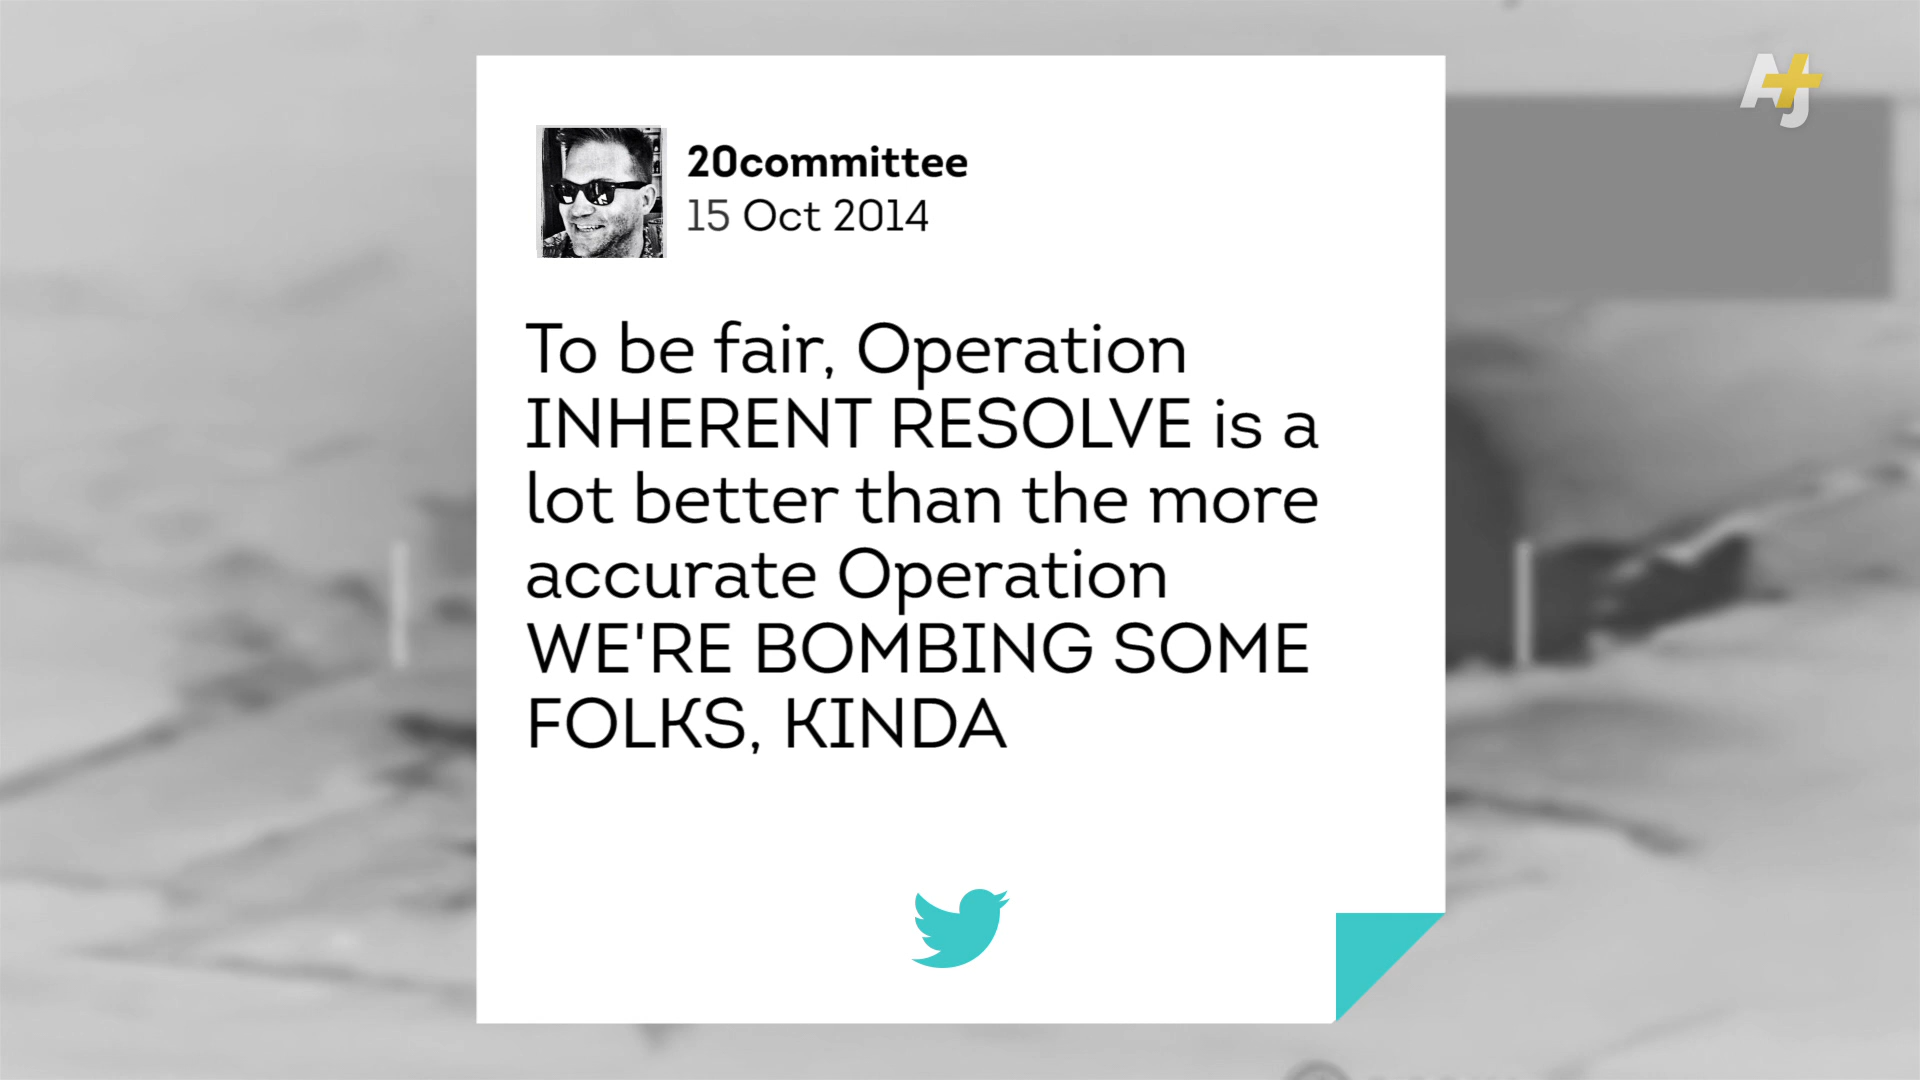 AJ+
20committee
15 Oct 2014
To be fair, Operation
INHERENT RESOLVE is a
lot better than the more
accurate Operation
WE'RE BOMBING SOME
FOLKS, KINDA